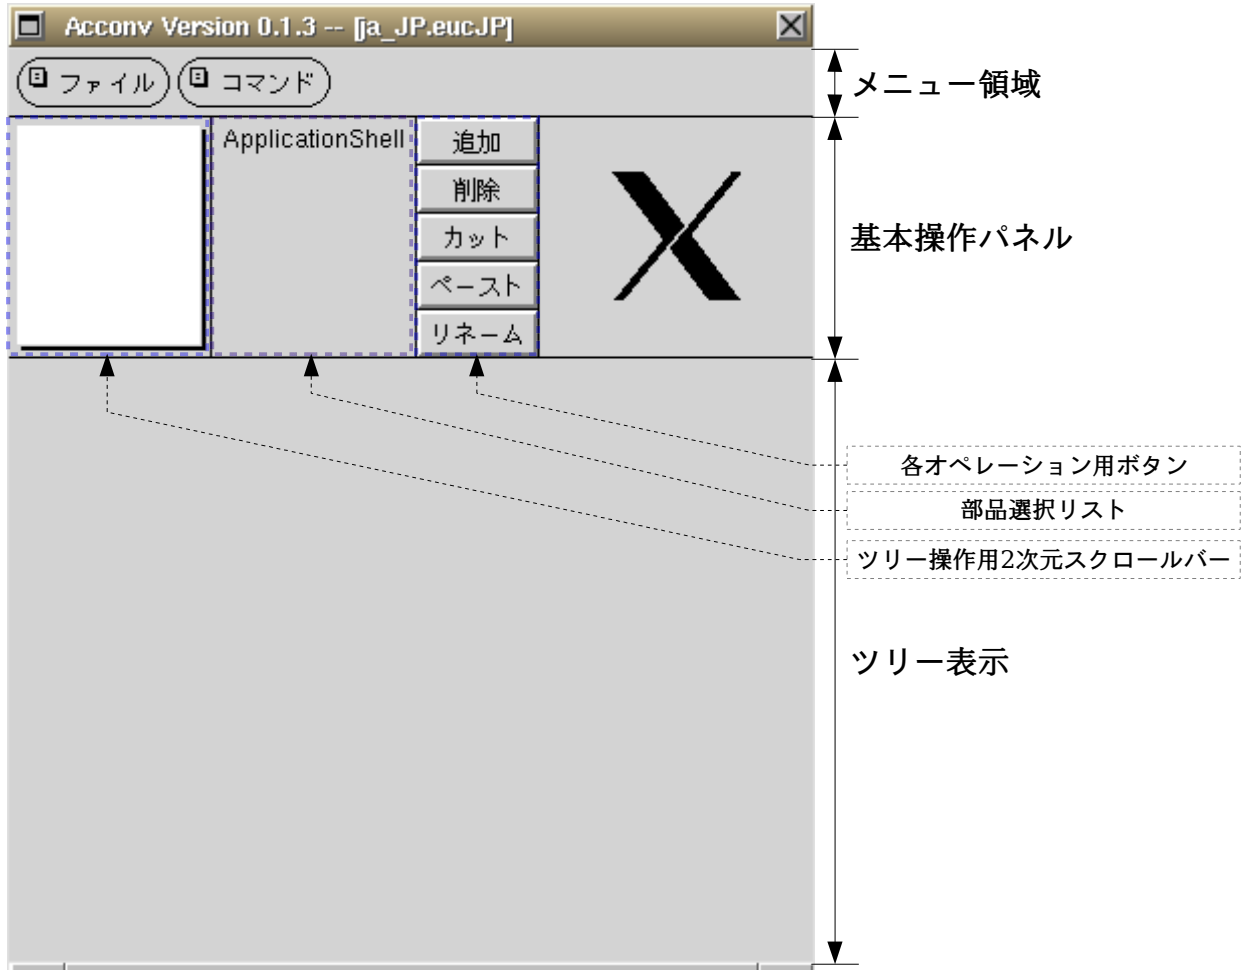 Acconv Version 0.1.3 -- [ja_JP.eucJP]
ファイル
コマンド
メニュー領域
ApplicationShell
追加
削除
カット
ペースト
リネーム
基本操作パネル
各オペレーション用ボタン
部品選択リスト
ツリー操作用2次元スクロールバー
ツリー表示